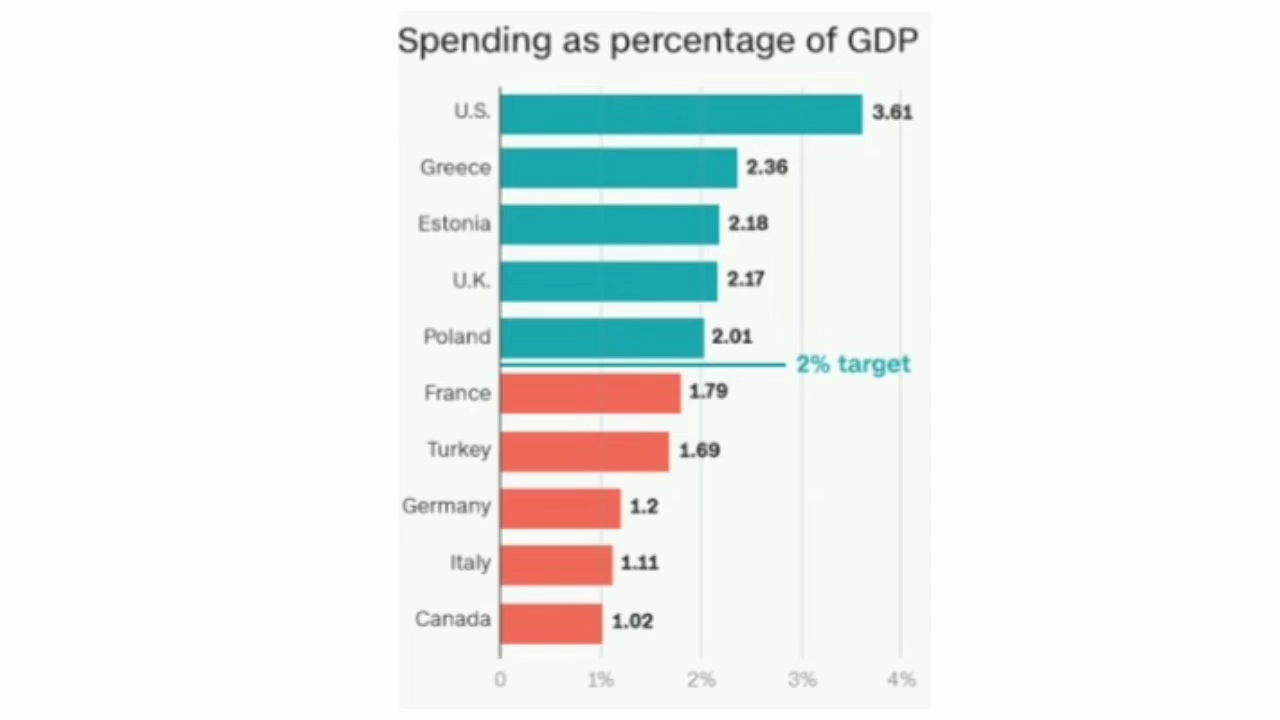 Spending as percentage of GDP
U.S. 3.61
Greece 2.36
Estonia 2.18
U.K. 2.17
Poland 2.01
2% target
France 1.79
Turkey 1.69
Germany 1.2
Italy 1.11
Canada 1.02
0 1% 2% 3% 4%